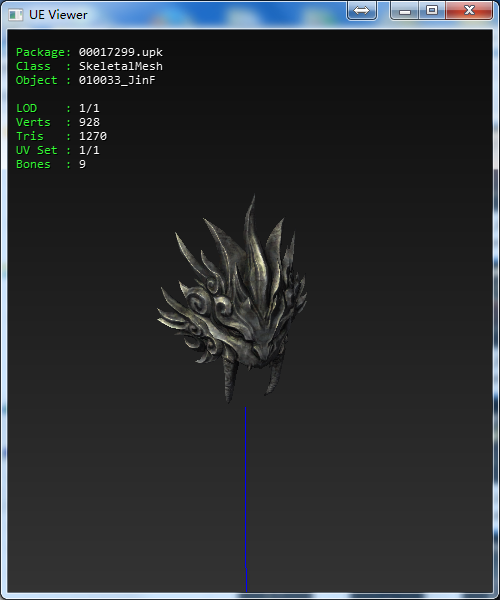 UE Viewer
Package: 00017299.upk
Class : SkeletalMesh
Object : 010033_JinF
LOD : 1/1
Verts : 928
Tris : 1270
UV Set : 1/1
Bones : 9